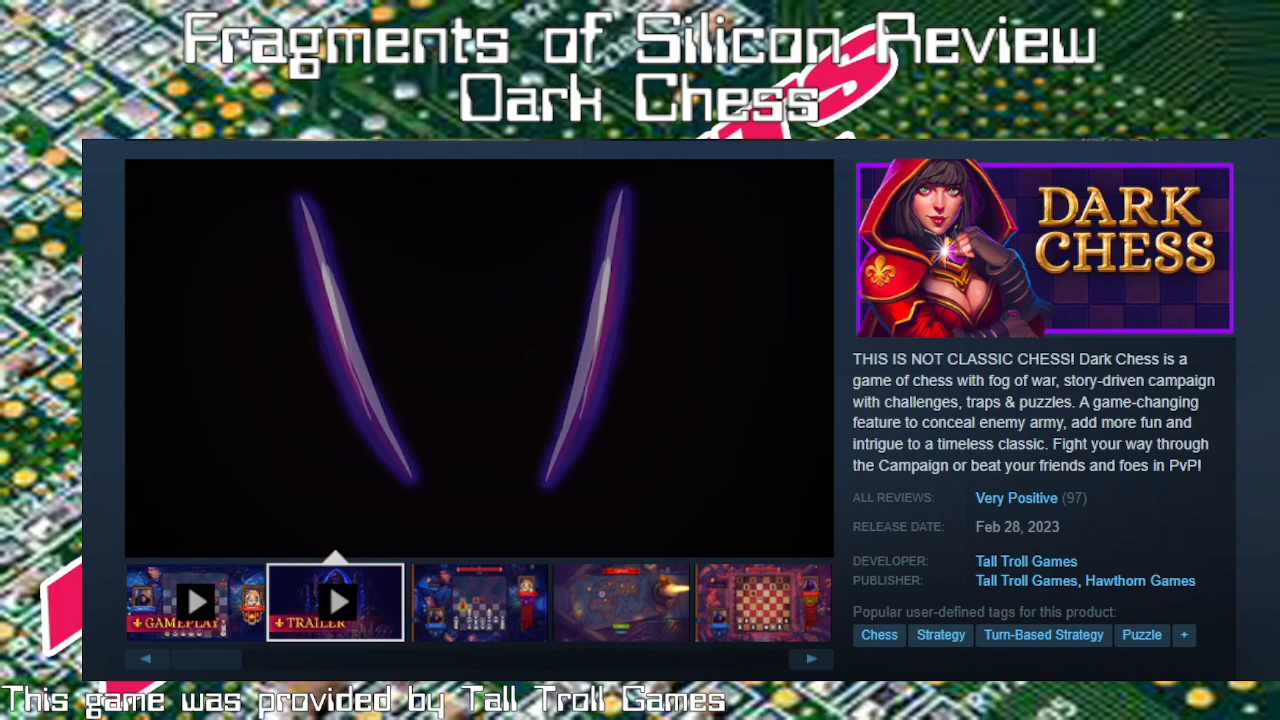 Fragments of Silicon Review
Dark Chess
DARK
CHESS
THIS IS NOT CLASSIC CHESS! Dark Chess is a
game of chess with fog of war, story-driven campaign
with challenges, traps & puzzles. A game-changing
feature to conceal enemy army, add more fun and
intrigue to a timeless classic. Fight your way through
the Campaign or beat your friends and foes in PvP!
ALL REVIEWS: Very Positive (97)
RELEASE DATE: Feb 28, 2023
DEVELOPER: Tall Troll Games
PUBLISHER: Tall Troll Games, Hawthorn Games
Popular user-defined tags for this product:
Chess Strategy Turn-Based Strategy Puzzle +
GAMEPLAY
TRAILER
This game was provided by Tall Troll Games